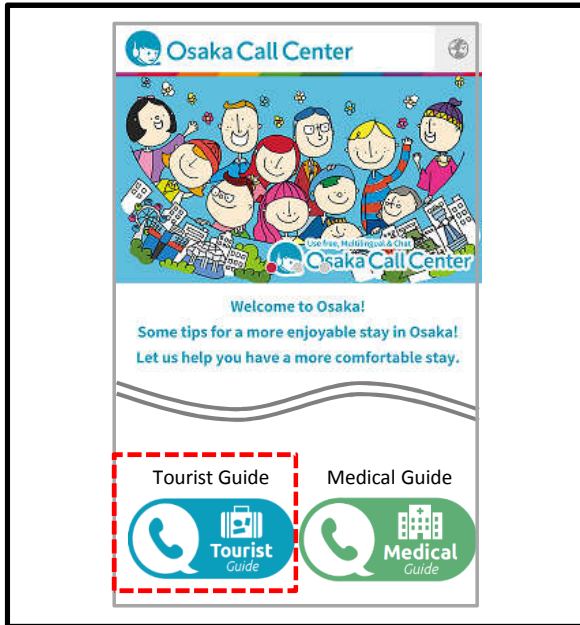 Osaka Call Center
Use free, Multilingual & Chat
Osaka Call Center
Welcome to Osaka!
Some tips for a more enjoyable stay in Osaka!
Let us help you have a more comfortable stay.
Tourist Guide
Medical Guide
Tourist
Guide
Medical
Guide